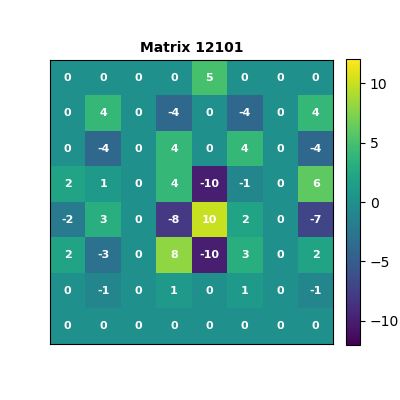 Matrix 12101
0 0 0 0 5 0 0 0
0 4 0 -4 0 -4 0 4
0 -4 0 4 0 4 0 -4
2 1 0 4 -10 -1 0 6
-2 3 0 -8 10 2 0 -7
2 -3 0 8 -10 3 0 2
0 -1 0 1 0 1 0 -1
0 0 0 0 0 0 0 0
10
5
0
−5
−10